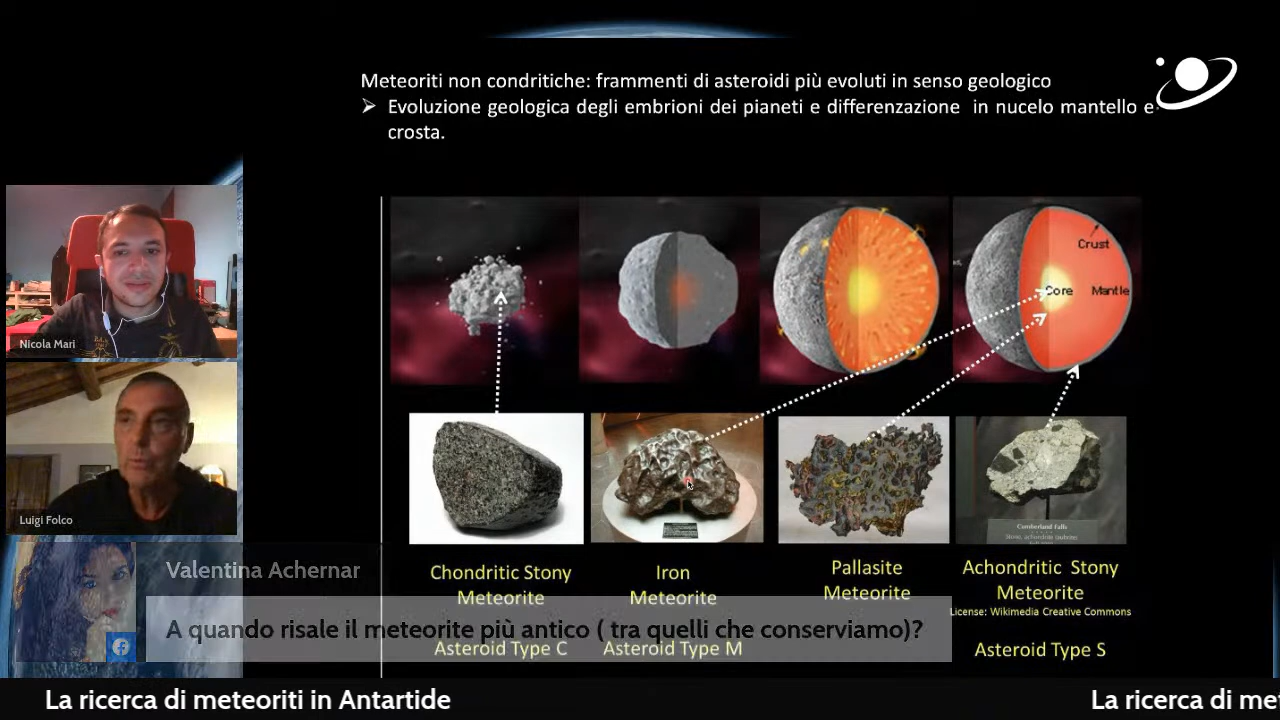 Meteoriti non condritiche: frammenti di asteroidi più evoluti in senso geologico
➢ Evoluzione geologica degli embrioni dei pianeti e differenzazione in nucelo mantello e
crosta.
Crust
Core
Mantle
Nicola Mari
Luigi Folco
Cumberland Falls
Chondritic Stony
Meteorite
Iron
Meteorite
Pallasite
Meteorite
Achondritic Stony
Meteorite
License: Wikimedia Creative Commons
Valentina Achernar
A quando risale il meteorite più antico ( tra quelli che conserviamo)?
Asteroid Type C
Asteroid Type M
Asteroid Type S
La ricerca di meteoriti in Antartide
La ricerca di me